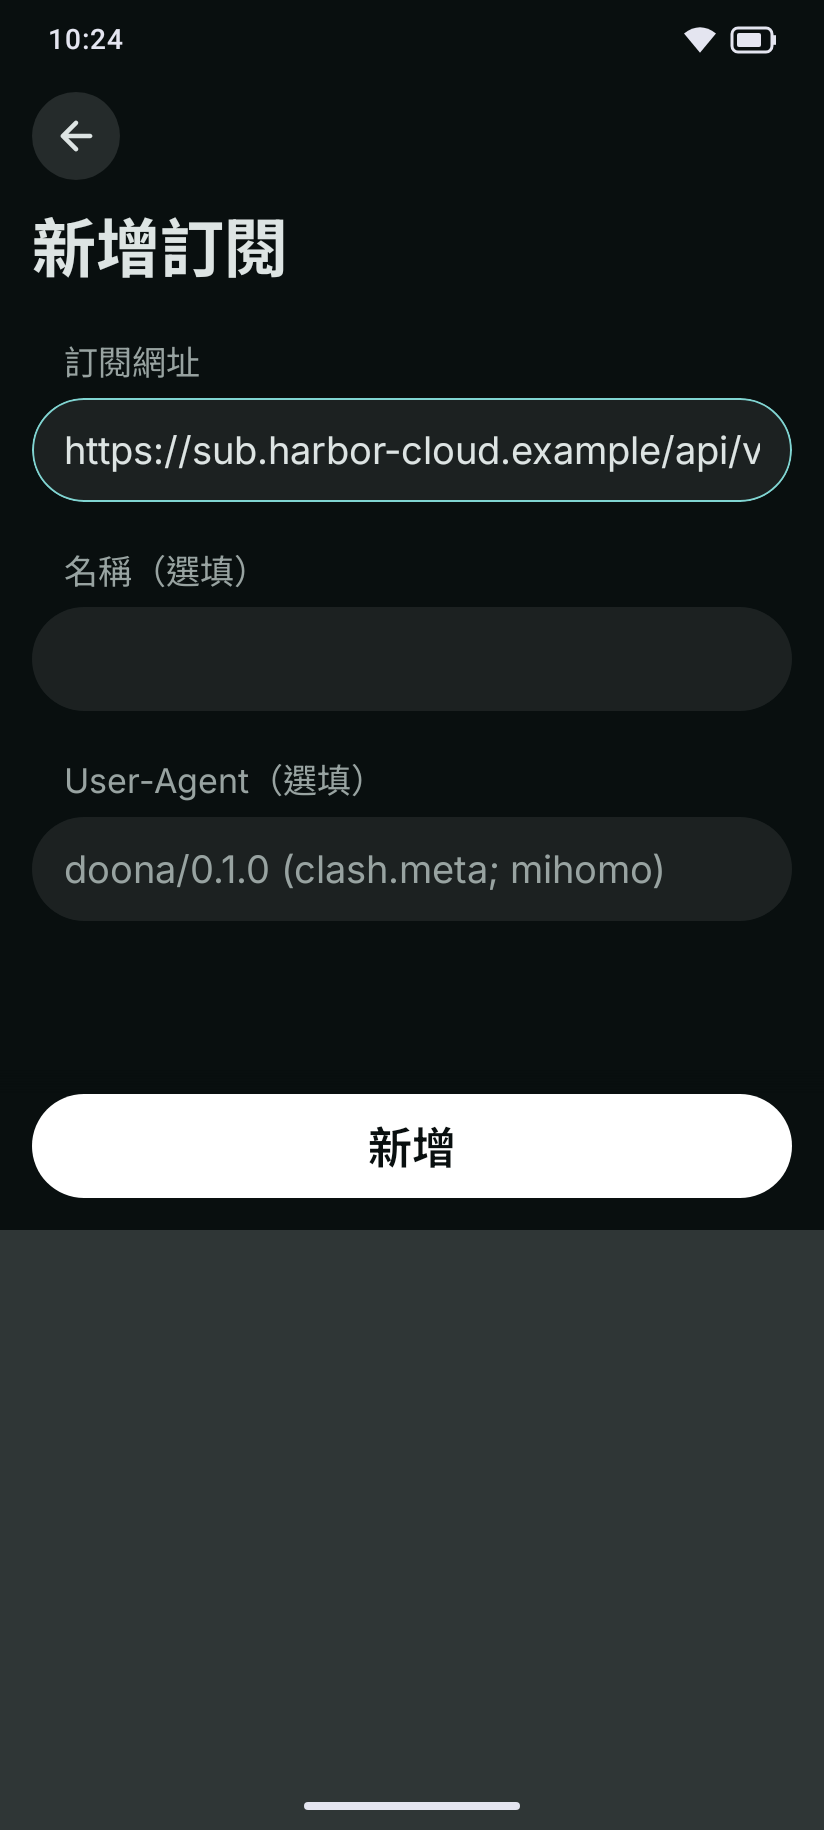 10:24
新增訂閱
訂閱網址
https://sub.harbor-cloud.example/api/v
名稱（選填）
User-Agent（選填）
doona/0.1.0 (clash.meta; mihomo)
新增